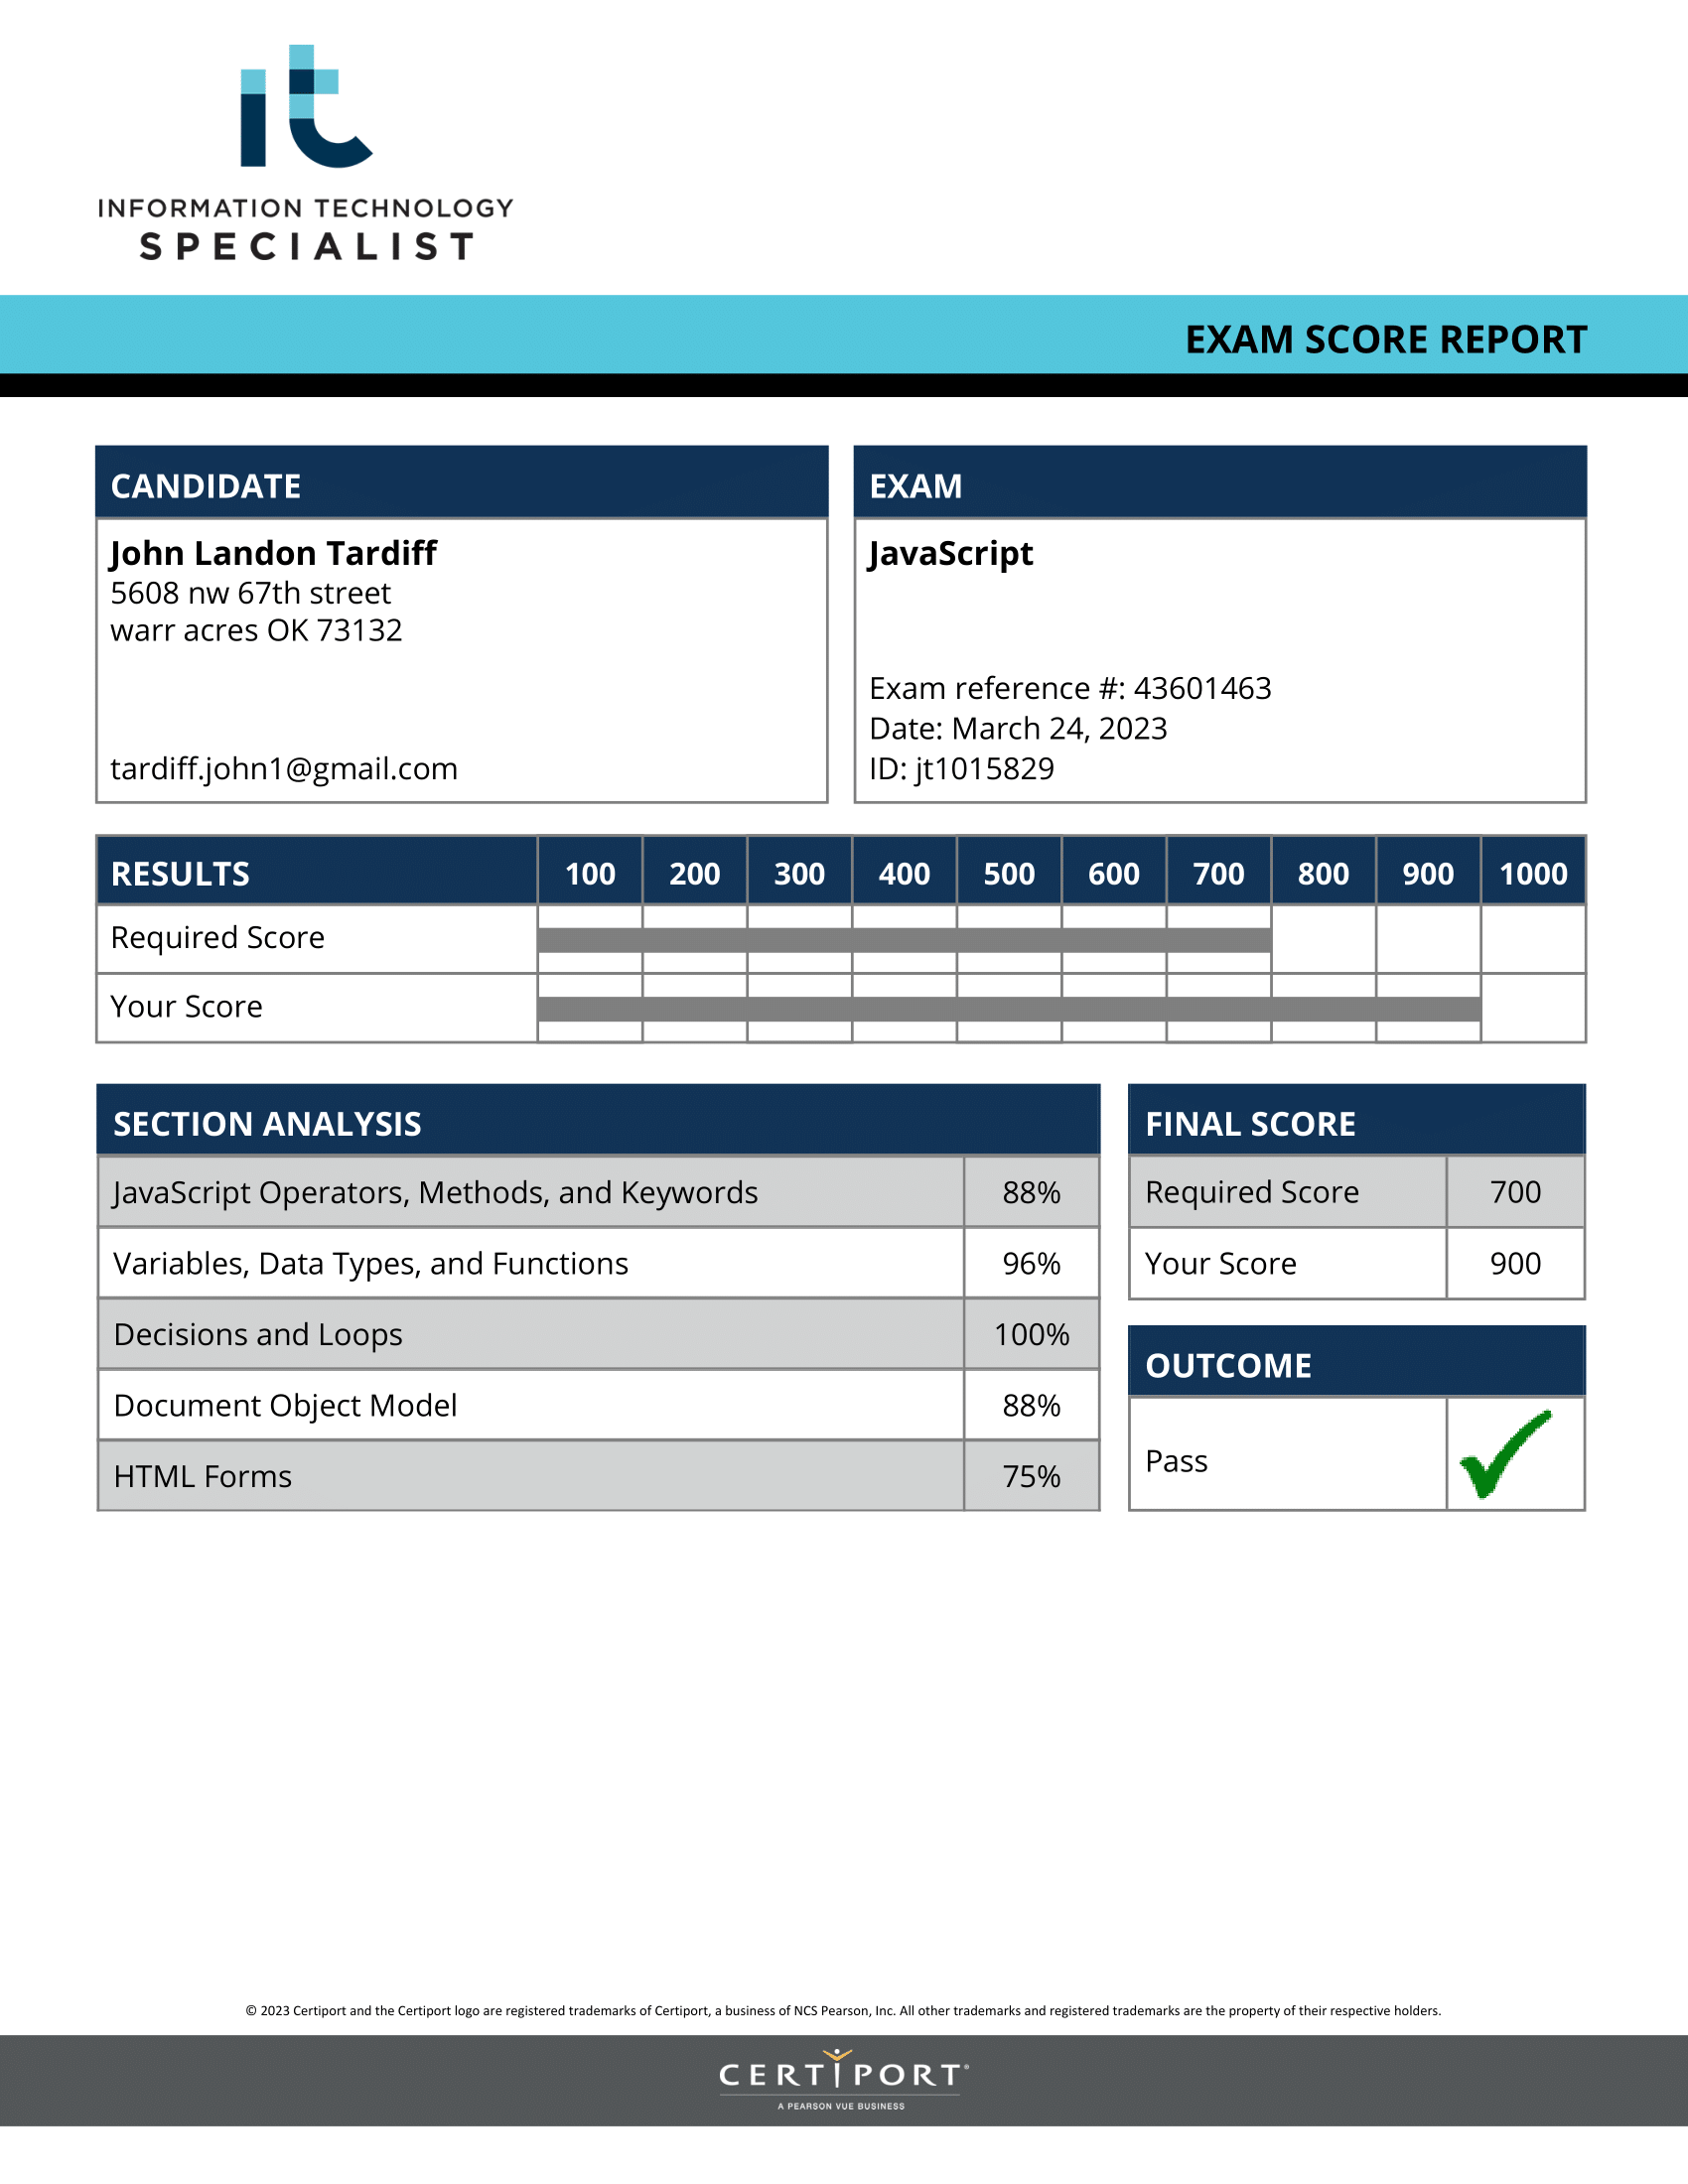 it
INFORMATION TECHNOLOGY
SPECIALIST
EXAM SCORE REPORT
CANDIDATE
John Landon Tardiff
5608 nw 67th street
warr acres OK 73132
tardiff.john1@gmail.com
EXAM
JavaScript
Exam reference #: 43601463
Date: March 24, 2023
ID: jt1015829
RESULTS 100 200 300 400 500 600 700 800 900 1000
Required Score
Your Score
SECTION ANALYSIS
JavaScript Operators, Methods, and Keywords 88%
Variables, Data Types, and Functions 96%
Decisions and Loops 100%
Document Object Model 88%
HTML Forms 75%
FINAL SCORE
Required Score 700
Your Score 900
OUTCOME
Pass
© 2023 Certiport and the Certiport logo are registered trademarks of Certiport, a business of NCS Pearson, Inc. All other trademarks and registered trademarks are the property of their respective holders.
CERTIPORT®
A PEARSON VUE BUSINESS